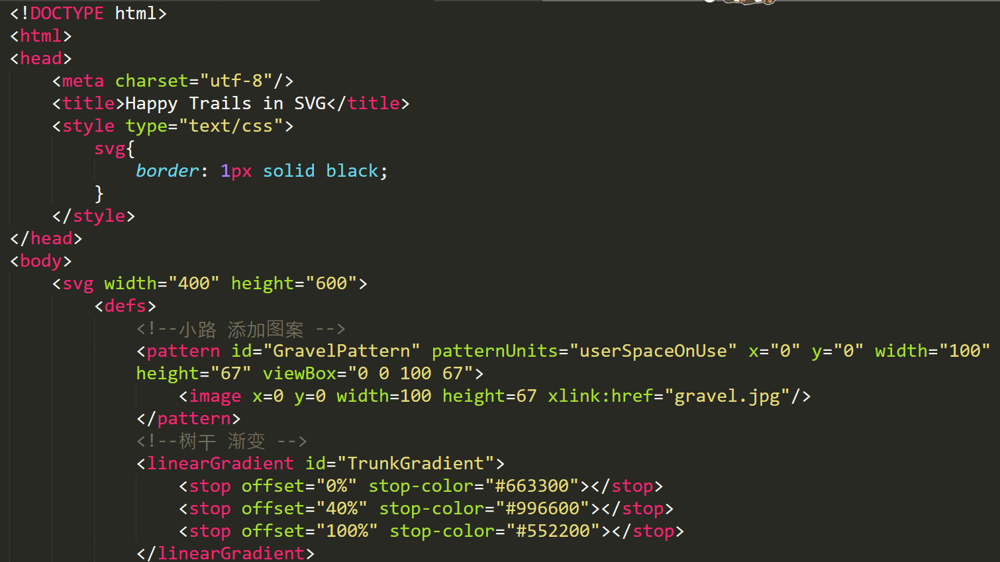 <!DOCTYPE html>
<html>
<head>
    <meta charset="utf-8"/>
    <title>Happy Trails in SVG</title>
    <style type="text/css">
        svg{
            border: 1px solid black;
        }
    </style>
</head>
<body>
    <svg width="400" height="600">
        <defs>
            <!--小路 添加图案 -->
            <pattern id="GravelPattern" patternUnits="userSpaceOnUse" x="0" y="0" width="100"
            height="67" viewBox="0 0 100 67">
                <image x=0 y=0 width=100 height=67 xlink:href="gravel.jpg"/>
            </pattern>
            <!--树干 渐变 -->
            <linearGradient id="TrunkGradient">
                <stop offset="0%" stop-color="#663300"></stop>
                <stop offset="40%" stop-color="#996600"></stop>
                <stop offset="100%" stop-color="#552200"></stop>
            </linearGradient>